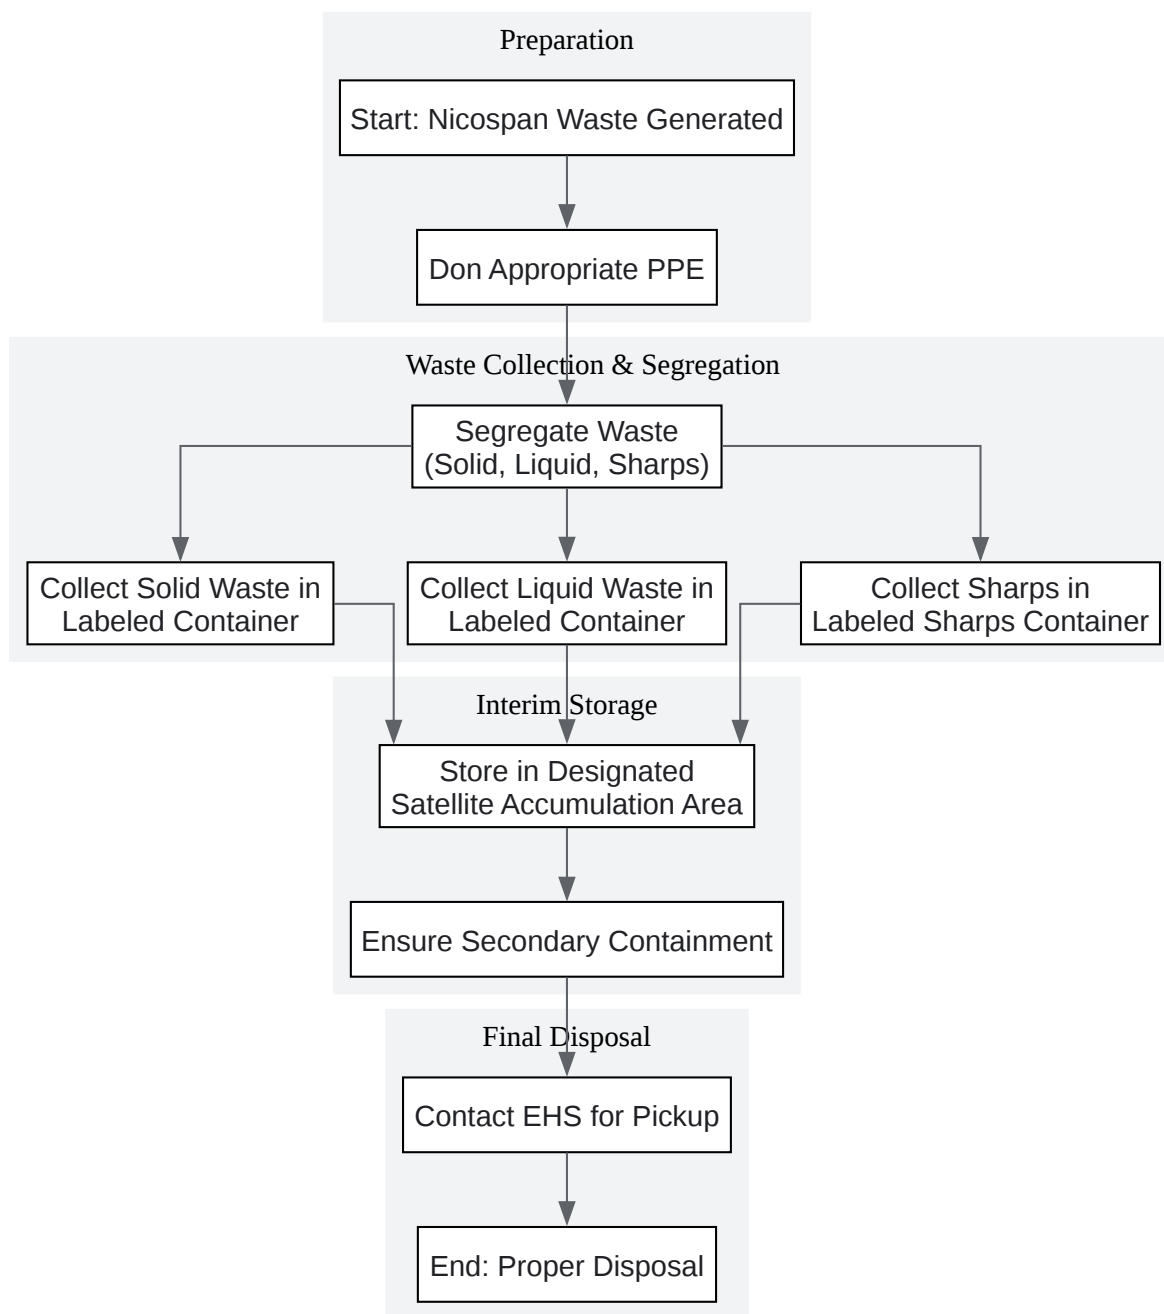 Preparation
Start: Nicospan Waste Generated
Don Appropriate PPE
Waste Collection & Segregation
Segregate Waste
(Solid, Liquid, Sharps)
Collect Solid Waste in
Labeled Container
Collect Liquid Waste in
Labeled Container
Collect Sharps in
Labeled Sharps Container
Interim Storage
Store in Designated
Satellite Accumulation Area
Ensure Secondary Containment
Final Disposal
Contact EHS for Pickup
End: Proper Disposal